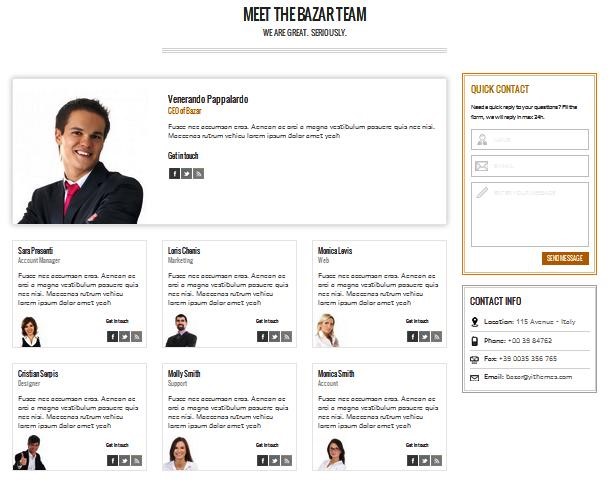 MEET THE BAZAR TEAM
WE ARE GREAT. SERIOUSLY.
Venerando Pappalardo
CEO of Bazar
Fusce nec accumsan eros. Aenean ac orci a magna vestibulum posuere quis nec nisi.
Maecenas rutrum vehicu lorem ipsum dolor amet yeah
Get in touch
Sara Presenti
Account Manager
Fusce nec accumsan eros. Aenean ac
orci a magna vestibulum posuere quis
nec nisi. Maecenas rutrum vehicu
lorem ipsum dolor amet yeah
Get in touch
Loris Chenis
Marketing
Fusce nec accumsan eros. Aenean ac
orci a magna vestibulum posuere quis
nec nisi. Maecenas rutrum vehicu
lorem ipsum dolor amet yeah
Get in touch
Monica Levis
Web
Fusce nec accumsan eros. Aenean ac
orci a magna vestibulum posuere quis
nec nisi. Maecenas rutrum vehicu
lorem ipsum dolor amet yeah
Get in touch
Cristian Serpis
Designer
Fusce nec accumsan eros. Aenean ac
orci a magna vestibulum posuere quis
nec nisi. Maecenas rutrum vehicu
lorem ipsum dolor amet yeah
Get in touch
Molly Smith
Support
Fusce nec accumsan eros. Aenean ac
orci a magna vestibulum posuere quis
nec nisi. Maecenas rutrum vehicu
lorem ipsum dolor amet yeah
Get in touch
Monica Smith
Account
Fusce nec accumsan eros. Aenean ac
orci a magna vestibulum posuere quis
nec nisi. Maecenas rutrum vehicu
lorem ipsum dolor amet yeah
Get in touch
QUICK CONTACT
Need a quick reply to your questions? Fill the
form, we will reply in max 24h.
NAME
E-MAIL
ENTER YOUR MESSAGE
SEND MESSAGE
CONTACT INFO
Location: 115 Avenue - Italy
Phone: +00 39 84762
Fax: +39 0035 356 765
Email: bazar@yithemes.com